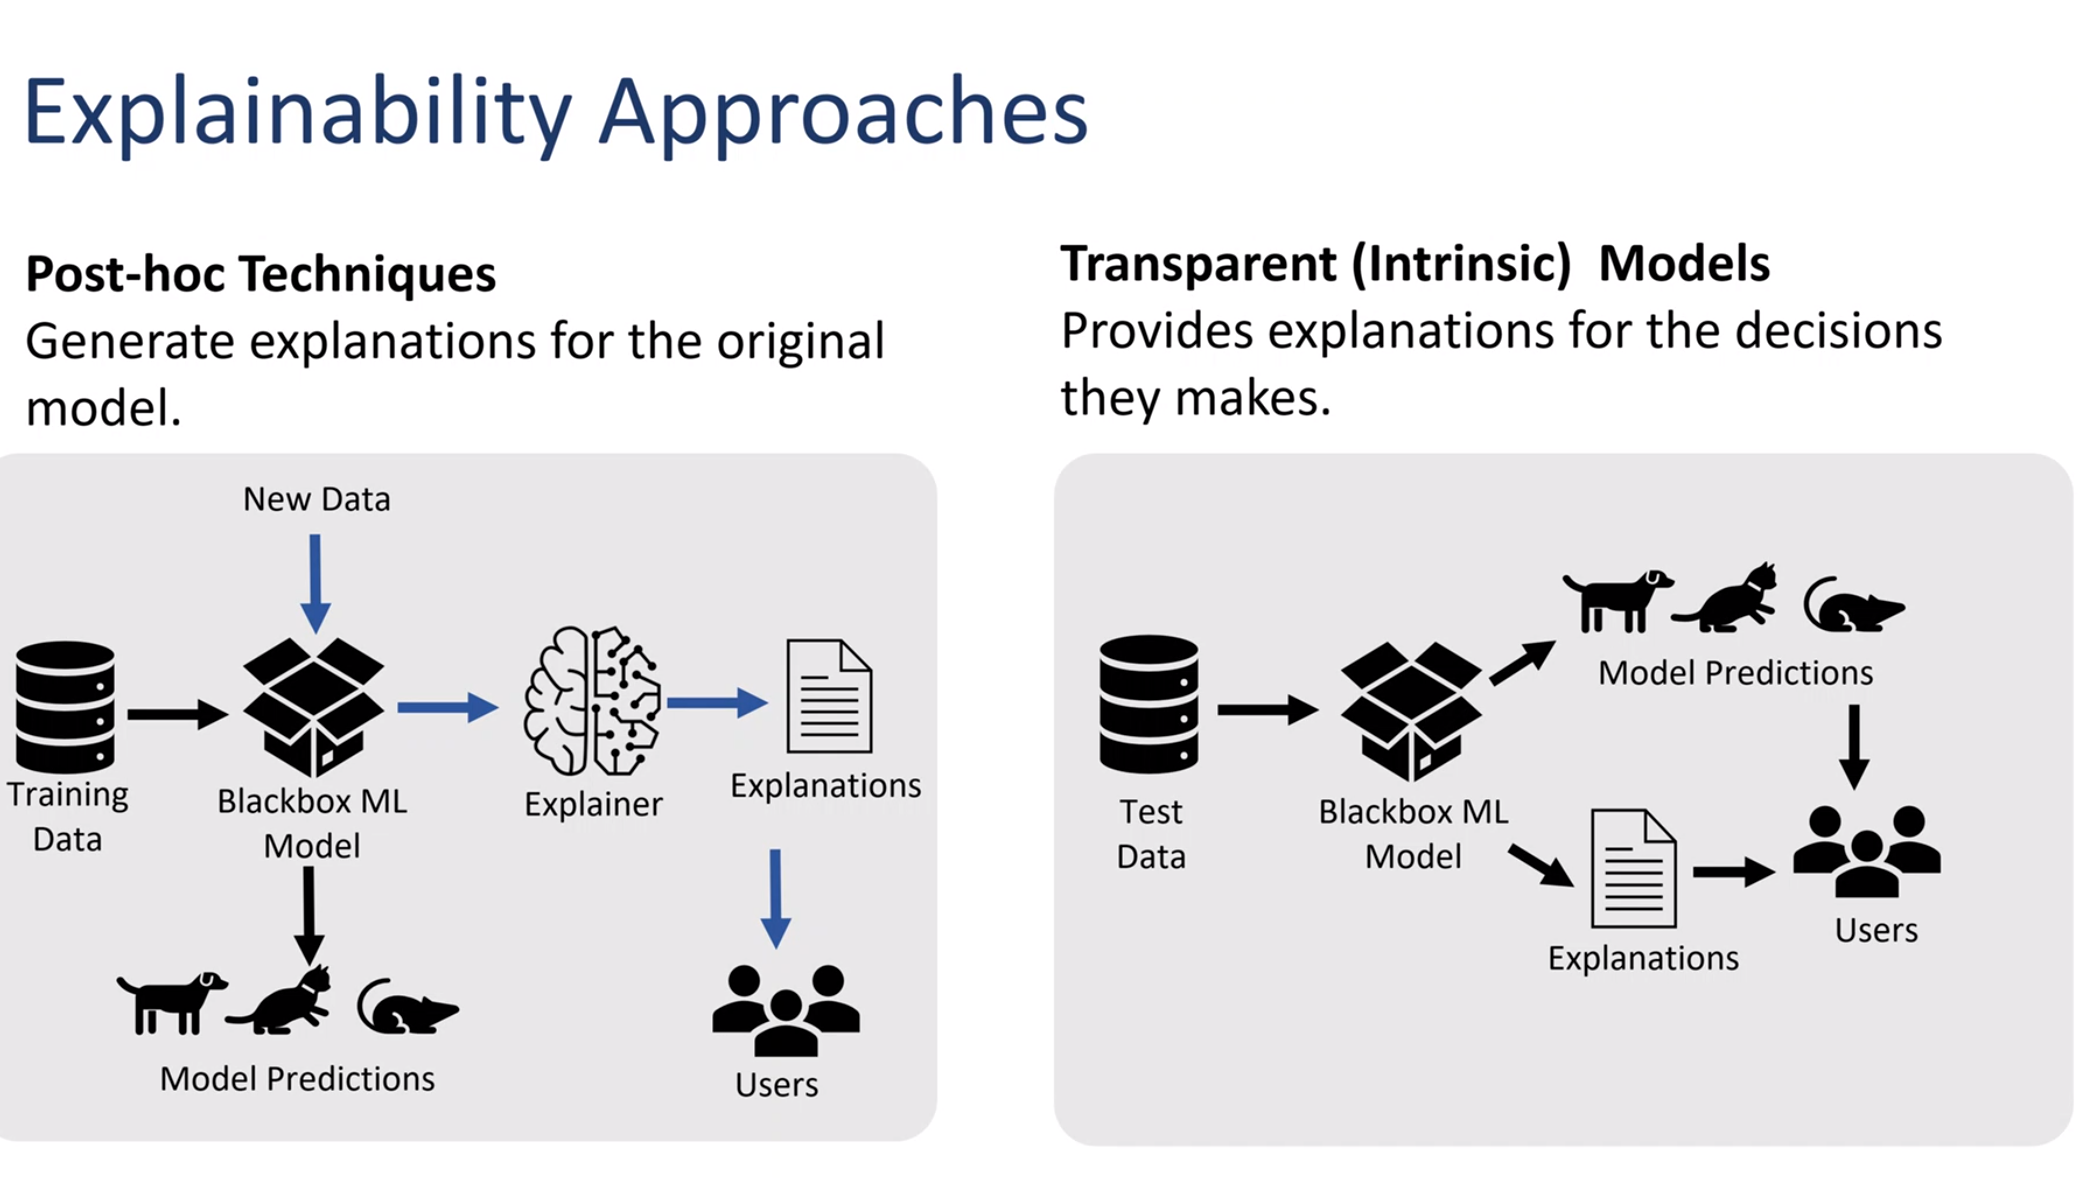 Explainability Approaches
Post-hoc Techniques
Generate explanations for the original
model.
New Data
Training
Data
Blackbox ML
Model
Explainer
Explanations
Model Predictions
Users
Transparent (Intrinsic) Models
Provides explanations for the decisions
they makes.
Test
Data
Blackbox ML
Model
Model Predictions
Explanations
Users